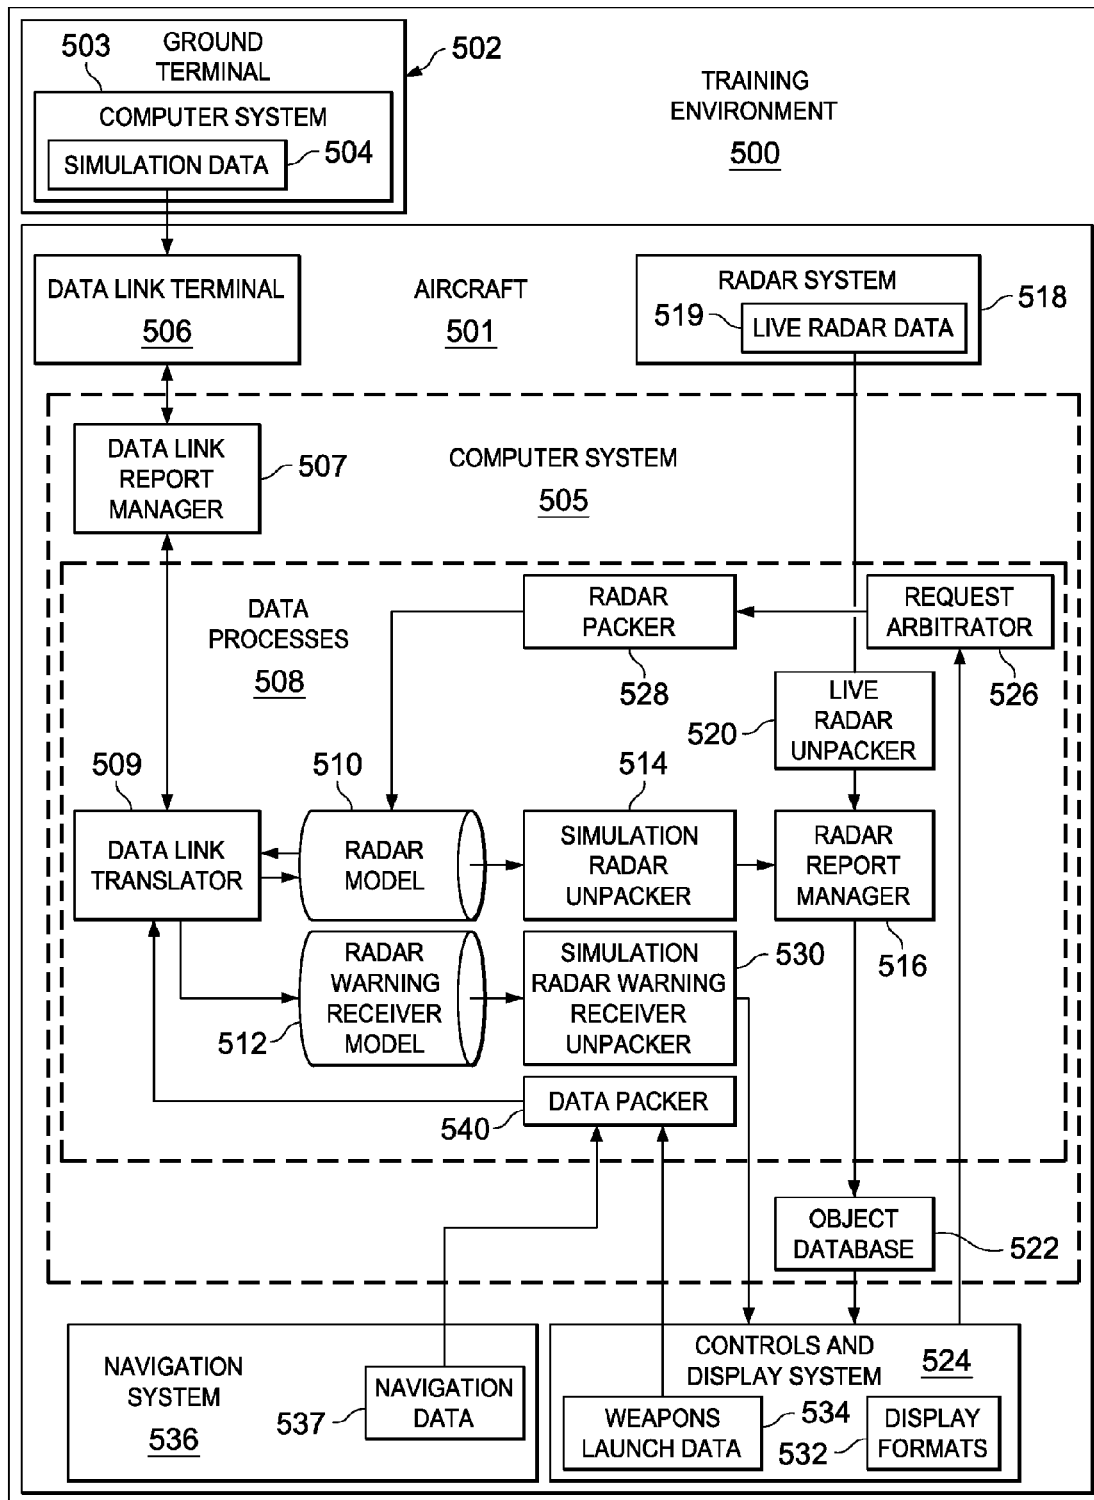 503
GROUND
TERMINAL
502
COMPUTER SYSTEM
SIMULATION DATA
504
TRAINING
ENVIRONMENT
500
DATA LINK TERMINAL
506
AIRCRAFT
501
RADAR SYSTEM
518
519
LIVE RADAR DATA
DATA LINK
REPORT
MANAGER
507
COMPUTER SYSTEM
505
DATA
PROCESSES
508
RADAR
PACKER
528
REQUEST
ARBITRATOR
526
520
LIVE
RADAR
UNPACKER
509
DATA LINK
TRANSLATOR
510
RADAR
MODEL
514
SIMULATION
RADAR
UNPACKER
RADAR
REPORT
MANAGER
516
512
RADAR
WARNING
RECEIVER
MODEL
SIMULATION
RADAR WARNING
RECEIVER
UNPACKER
530
540
DATA PACKER
OBJECT
DATABASE
522
NAVIGATION
SYSTEM
536
537
NAVIGATION
DATA
CONTROLS AND
DISPLAY SYSTEM
524
WEAPONS
LAUNCH DATA
534
532
DISPLAY
FORMATS